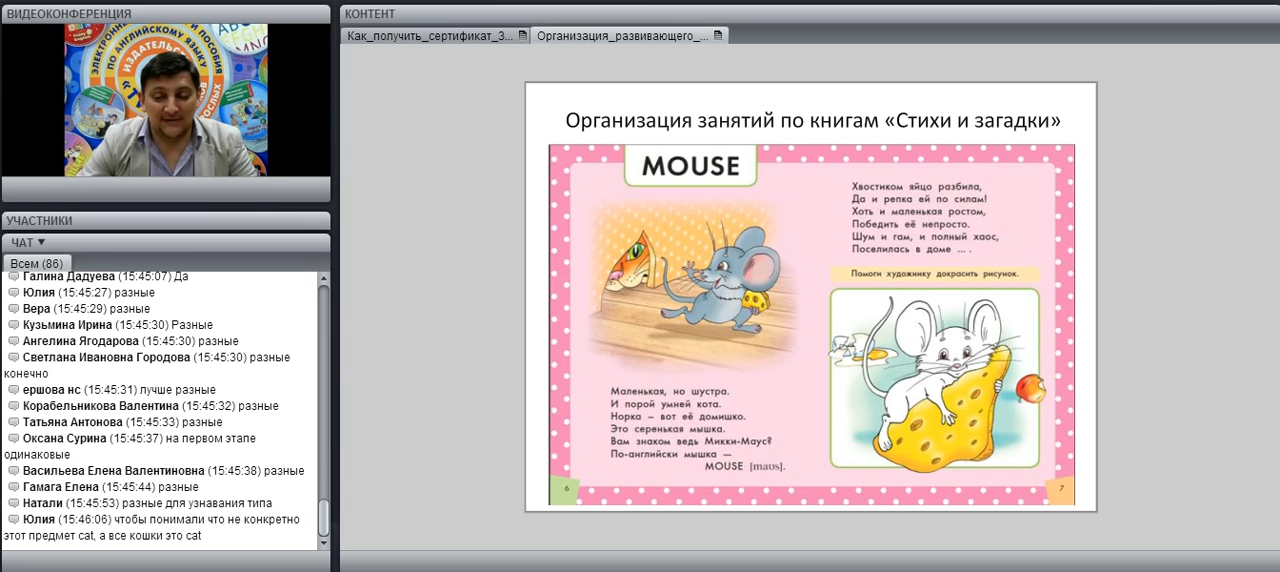 ВИДЕОКОНФЕРЕНЦИЯ
ЭЛЕКТРОННЫЕ
ПОСОБИЯ
ПО АНГЛИЙСКОМУ ЯЗЫКУ
УЧАСТНИКИ
ЧАТ
Всем (86)
Галина Дадуева (15:45:07) Да
Юлия (15:45:27) разные
Вера (15:45:29) разные
Кузьмина Ирина (15:45:30) Разные
Ангелина Ягодарова (15:45:30) разные
Светлана Ивановна Городова (15:45:30) разные
конечно
ершова нс (15:45:31) лучше разные
Корабельникова Валентина (15:45:32) разные
Татьяна Антонова (15:45:33) разные
Оксана Сурина (15:45:37) на первом этапе
одинаковые
Васильева Елена Валентиновна (15:45:38) разные
Гамага Елена (15:45:44) разные
Натали (15:45:53) разные для узнавания типа
Юлия (15:46:06) чтобы понимали что не конкретно
этот предмет cat, а все кошки это cat
КОНТЕНТ
Как_получить_сертификат_3...
Организация_развивающего_...
Организация занятий по книгам «Стихи и загадки»
MOUSE
Маленькая, но шустра.
И порой умней кота.
Норка – вот её домишко.
Это серенькая мышка.
Вам знаком ведь Микки-Маус?
По-английски мышка —
MOUSE [maʊs].
6
Хвостиком яйцо разбила,
Да и репка ей по силам!
Хоть и маленькая ростом,
Победить её непросто.
Шум и гам, и полный хаос,
Поселилась в доме ... .
Помоги художнику докрасить рисунок.
7